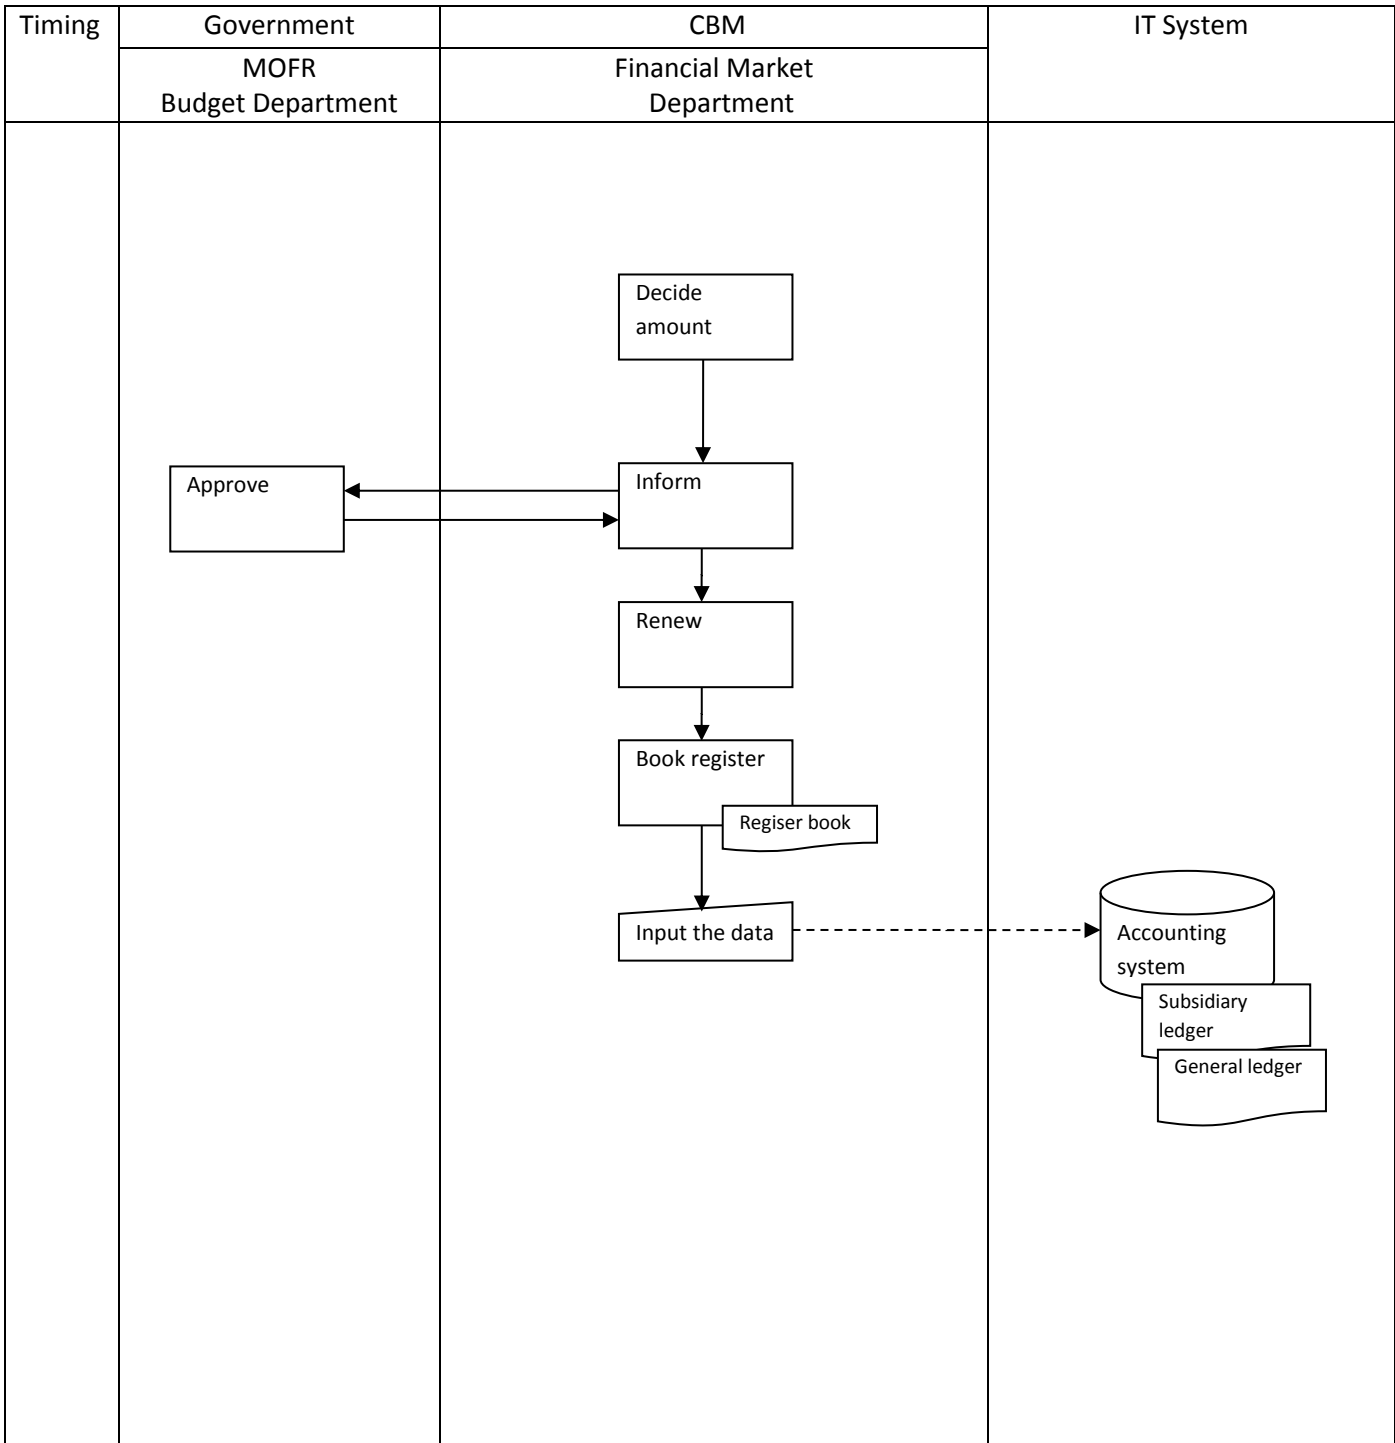 Timing
Government
CBM
IT System
MOFR
Budget Department
Financial Market
Department
Decide
amount
Approve
Inform
Renew
Book register
Regiser book
Input the data
Accounting
system
Subsidiary
ledger
General ledger